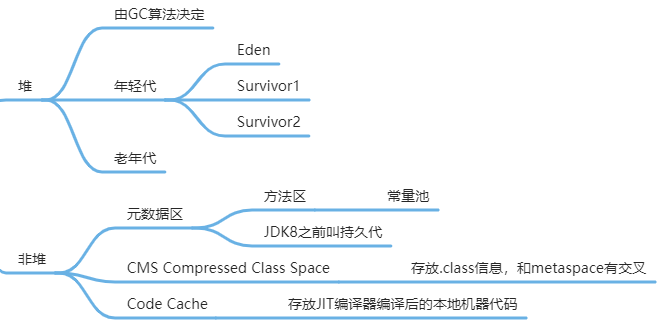 堆
由GC算法决定
年轻代
Eden
Survivor1
Survivor2
老年代
非堆
元数据区
方法区
常量池
JDK8之前叫持久代
CMS Compressed Class Space
存放.class信息，和metaspace有交叉
Code Cache
存放JIT编译器编译后的本地机器代码